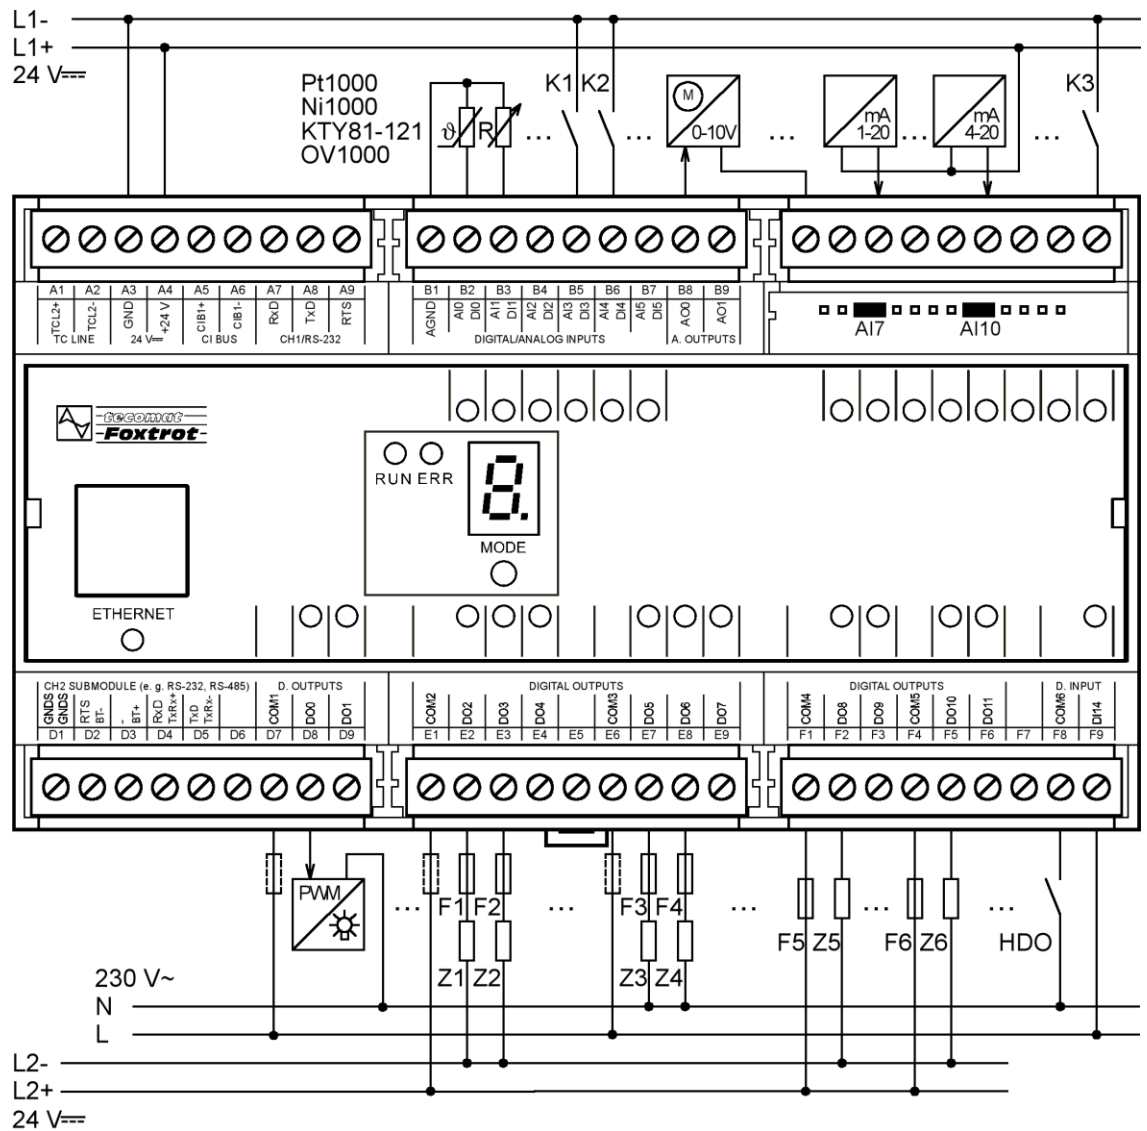 L1-
L1+
24 V
Pt1000
Ni1000
KTY81-121
OV1000
ϑ
R
...
K1
K2
...
M
0-10V
...
mA
1-20
...
mA
4-20
...
K3
A1 A2 A3 A4 A5 A6 A7 A8 A9
TCL2+ TCL2- GND +24 V CIB1+ CIB1- RxD TxD RTS
TC LINE 24 V CI BUS CH1/RS-232
B1 B2 B3 B4 B5 B6 B7 B8 B9
AGND AI0 AI1 AI2 AI3 AI4 AI5 AO0 AO1
DI0 DI1 DI2 DI3 DI4 DI5
DIGITAL/ANALOG INPUTS A. OUTPUTS
AI7 AI10
tecomat
Foxtrot
RUN ERR
8.
MODE
ETHERNET
CH2 SUBMODULE (e. g. RS-232, RS-485) D. OUTPUTS
GNDS RTS - RxD TxD COM1 DO0 DO1
GNDS BT- BT+ TxRx+ TxRx-
D1 D2 D3 D4 D5 D6 D7 D8 D9
DIGITAL OUTPUTS
COM2 DO2 DO3 DO4 COM3 DO5 DO6 DO7
E1 E2 E3 E4 E5 E6 E7 E8 E9
DIGITAL OUTPUTS D. INPUT
COM4 DO8 DO9 COM5 DO10 DO11 COM6 DI14
F1 F2 F3 F4 F5 F6 F7 F8 F9
PWM
...
F1 F2
...
F3 F4
...
...
...
Z1 Z2
Z3 Z4
F5 Z5
F6 Z6
HDO
230 V~
N
L
L2-
L2+
24 V